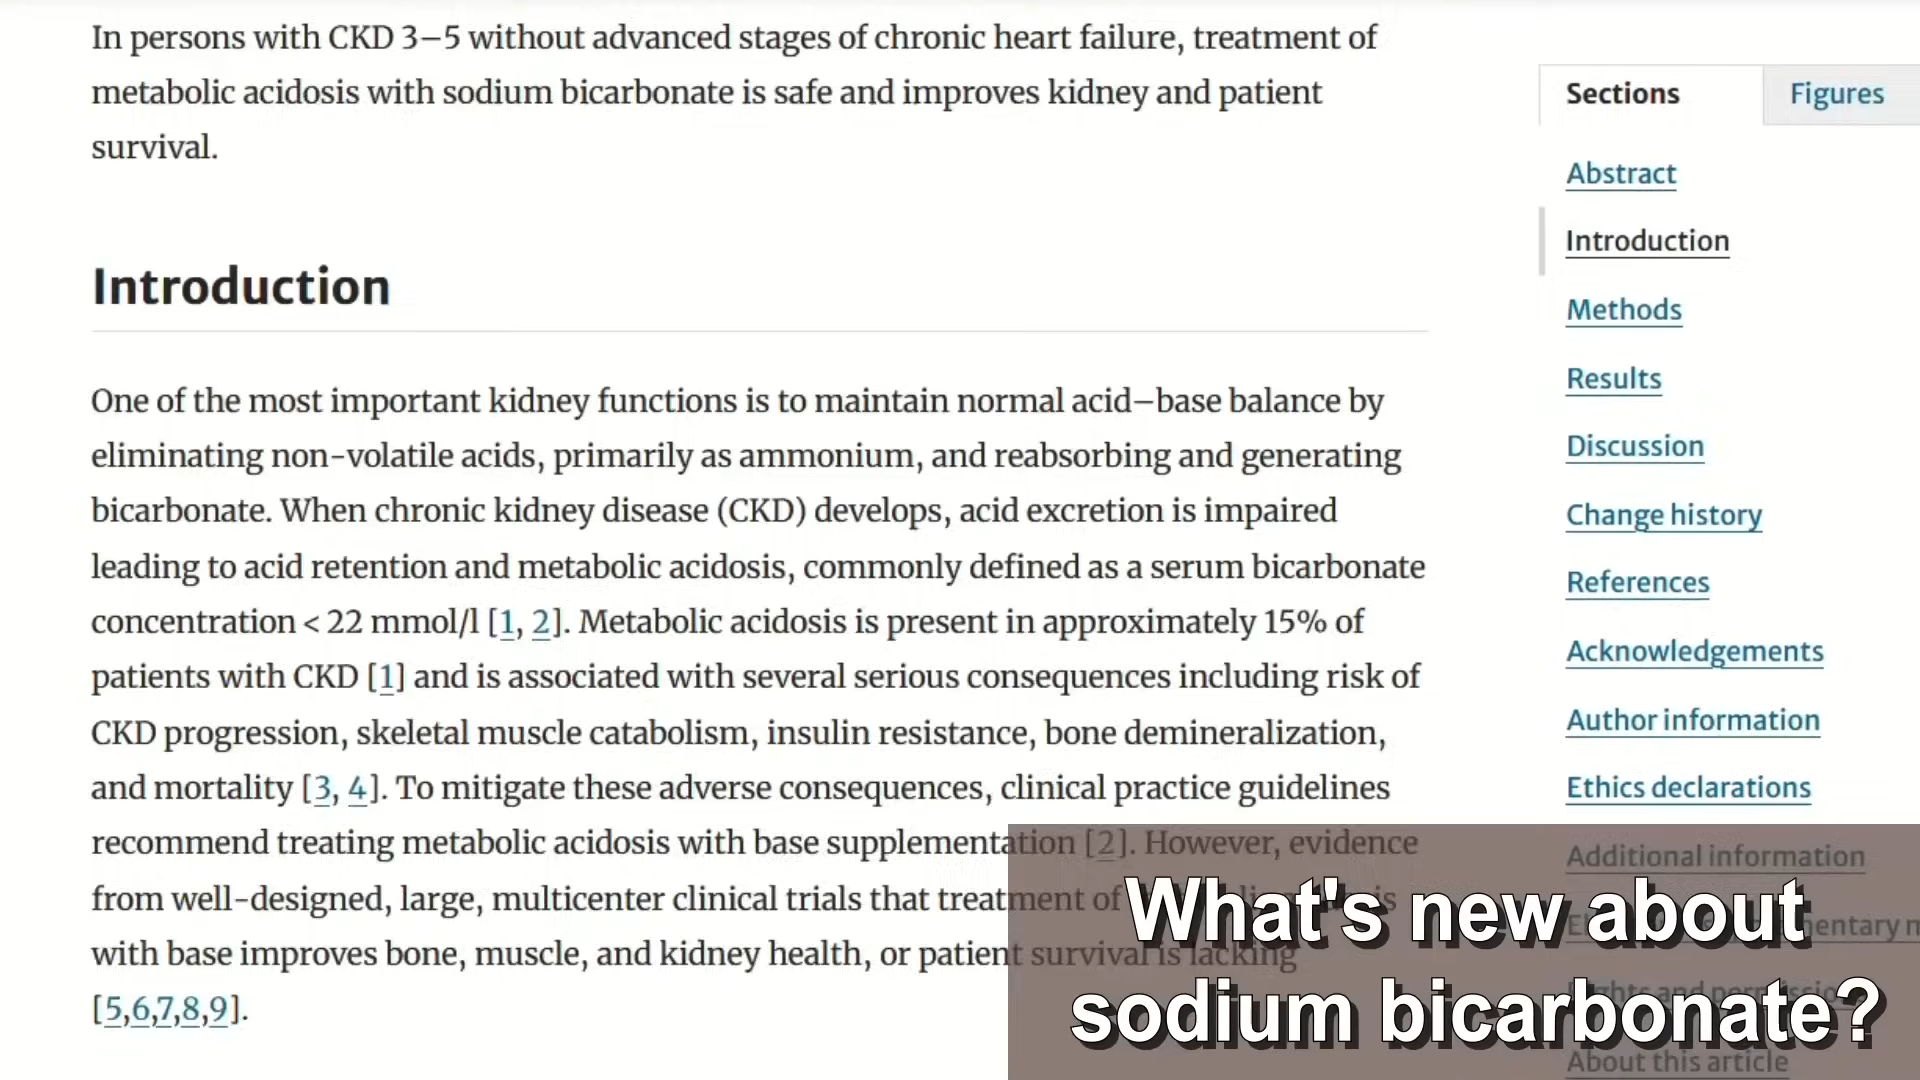 In persons with CKD 3–5 without advanced stages of chronic heart failure, treatment of
metabolic acidosis with sodium bicarbonate is safe and improves kidney and patient
survival.
Introduction
One of the most important kidney functions is to maintain normal acid–base balance by
eliminating non-volatile acids, primarily as ammonium, and reabsorbing and generating
bicarbonate. When chronic kidney disease (CKD) develops, acid excretion is impaired
leading to acid retention and metabolic acidosis, commonly defined as a serum bicarbonate
concentration < 22 mmol/l [1, 2]. Metabolic acidosis is present in approximately 15% of
patients with CKD [1] and is associated with several serious consequences including risk of
CKD progression, skeletal muscle catabolism, insulin resistance, bone demineralization,
and mortality [3, 4]. To mitigate these adverse consequences, clinical practice guidelines
recommend treating metabolic acidosis with base supplementation [2]. However, evidence
from well-designed, large, multicenter clinical trials that treatment of
with base improves bone, muscle, and kidney health, or patient survival is lacking
[5,6,7,8,9].
Sections
Figures
Abstract
Introduction
Methods
Results
Discussion
Change history
References
Acknowledgements
Author information
Ethics declarations
Additional information
About this article
What's new about
sodium bicarbonate?